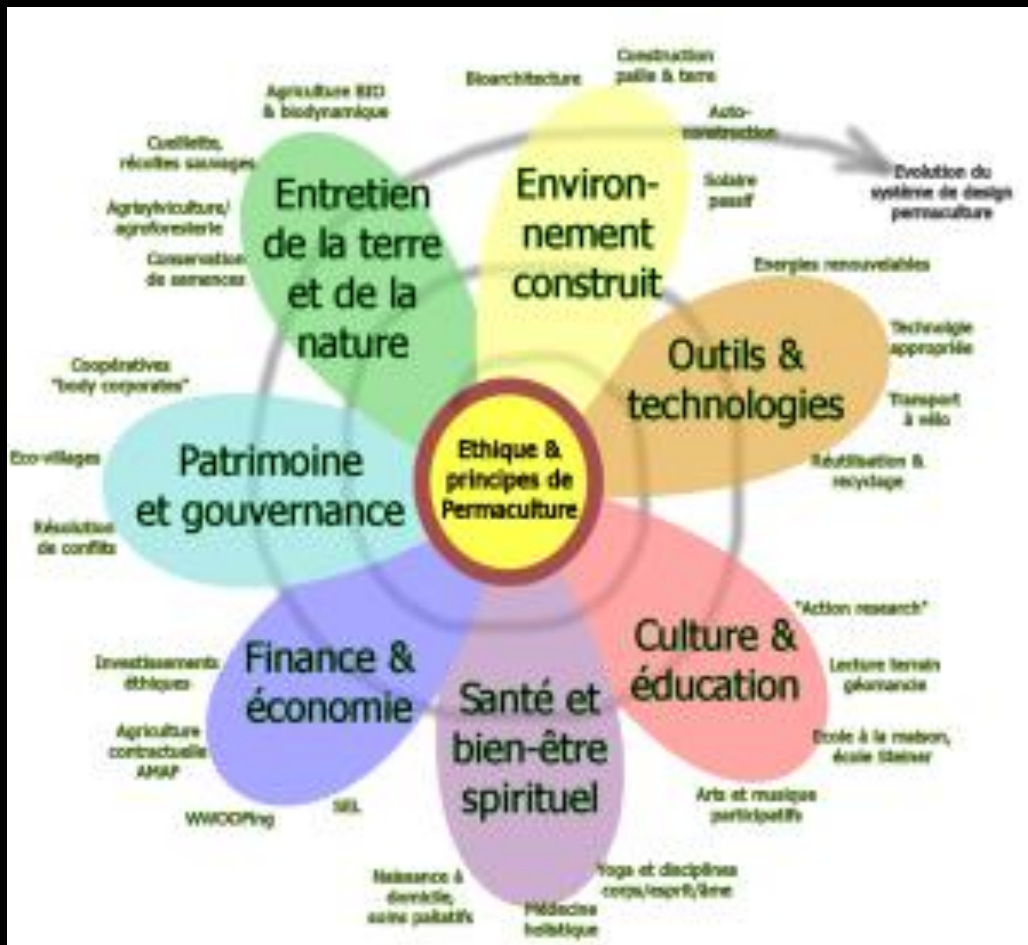 Construction
paille & terre
Bioarchitecture
Agriculture BIO
& biodynamique
Auto-
construction
Cueillette,
récoltes sauvages
Solaire
passif
Evolution du
système de design
permaculture
Entretien
de la terre
et de la
nature
Environ-
nement
construit
Agrisylviculture/
agroforesterie
Conservation
de semences
Energies renouvelables
Outils &
technologies
Technolgie
appropriée
Transport
à vélo
Réutilisation &
recyclage
Coopératives
"body corporates"
Eco-villages
Résolution
de conflits
Patrimoine
et gouvernance
Ethique &
principes de
Permaculture
Finance &
économie
Investissements
éthiques
Agriculture
contractuelle
AMAP
WWOOFing
SEL
Santé et
bien-être
spirituel
Culture &
éducation
"Action research"
Lecture terrain
géomancie
Ecole à la maison,
école Steiner
Arts et musique
participatifs
Yoga et disciplines
corps/esprit/âme
Médecine
holistique
Naissance à
domicile,
soins paliatifs